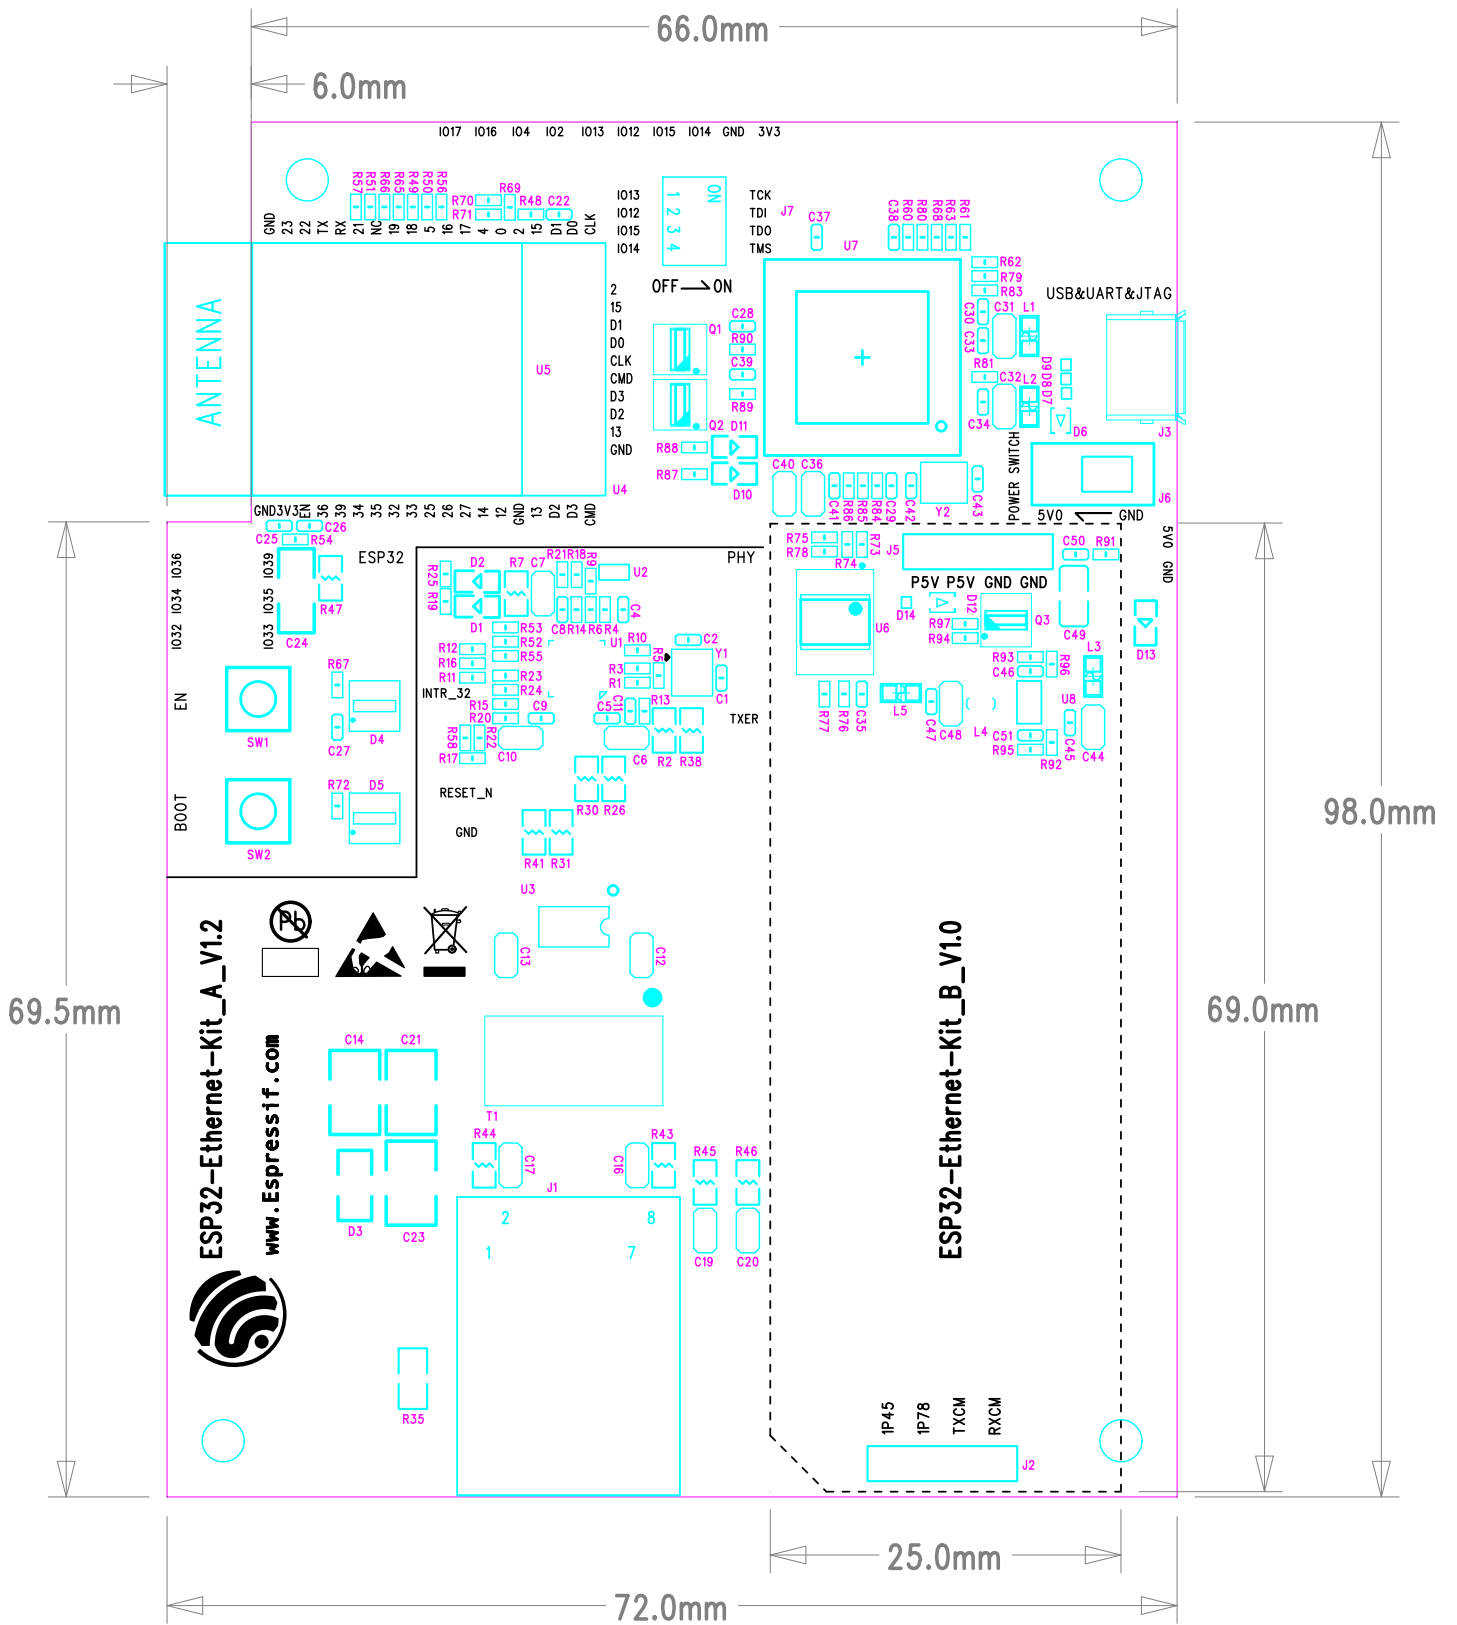 66.0mm
6.0mm
IO17 IO16 IO4 IO2 IO13 IO12 IO15 IO14 GND 3V3
R57 R51 R66 R65 R49 R50 R56
R70 R69
R71 R48 C22
GND 23 22 TX RX 21 NC 19 18 5 16 17 4 0 2 15 D1 D0 CLK
IO13 1 ON TCK
IO12 2 TDI
IO15 3 TDO
IO14 4 TMS
J7
C37
U7
C38 R60 R80 R68 R63 R61
R62
R79
R83
OFF ON
USB&UART&JTAG
2
15
D1
D0
CLK
CMD
D3
D2
13
GND
ANTENNA
U5
U4
Q1
Q2
C28
R90
C39
R89
R88
D11
R87
D10
C30 C31 L1
C33
R81
C32 L2
C34
D9 D8 D7
D6
J3
POWER SWITCH
J6
5V0 GND
C40 C36
C41 R86 R85 R84 C29 C42
Y2
C43
GND 3V3 EN 36 39 34 35 32 33 25 26 27 14 12 GND 13 D2 D3 CMD
C26
C25 R54
IO36 IO39
IO34 IO35
IO32 IO33
R47
C24
ESP32
PHY
R25
R19
D2
D1
R7 C7
R21 R18 R9
U2
C8 R14 R6 R4 C4
R53
R52
R55
R12
R16
R11
R23
R24
U1
R10
R3
R1
R5
C2
Y1
C1
INTR_32
R15
R20
C9
C5
C11
R13
TXER
R58 R22
R17
C10
C6
R2 R38
R30 R26
RESET_N
GND
R41 R31
EN
SW1
R67
C27
D4
BOOT
SW2
R72
D5
R75
R78
R73
R74
J5
C50 R91
5V0 GND
P5V P5V GND GND
U6
D14
D12
R97
R94
Q3
C49
D13
R93
C46
R96
L3
R77 R76 C35
L5
C47
C48
L4
U8
C51
R95
R92
C45
C44
98.0mm
U3
C13
C12
Pb
T1
C14
C21
D3
C23
R44
C17
C16
R43
R45
R46
C19
C20
J1
2 8
1 7
R35
ESP32-Ethernet-Kit_A_V1.2
www.Espressif.com
ESP32-Ethernet-Kit_B_V1.0
69.5mm
69.0mm
1P45
1P78
TXCM
RXCM
J2
25.0mm
72.0mm